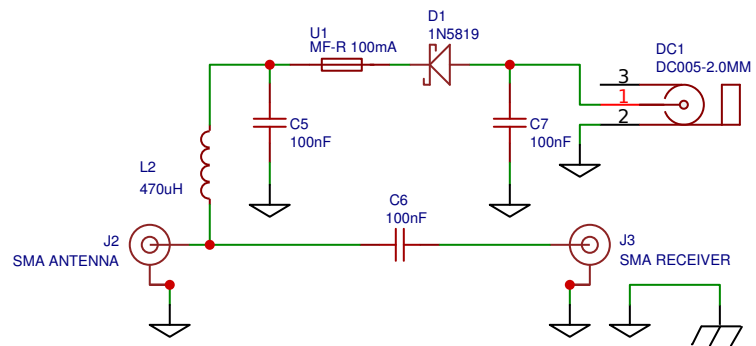 D1
1N5819
U1
MF-R 100mA
DC1
DC005-2.0MM
3
1
2
C5
100nF
C7
100nF
L2
470uH
C6
100nF
J2
SMA ANTENNA
J3
SMA RECEIVER